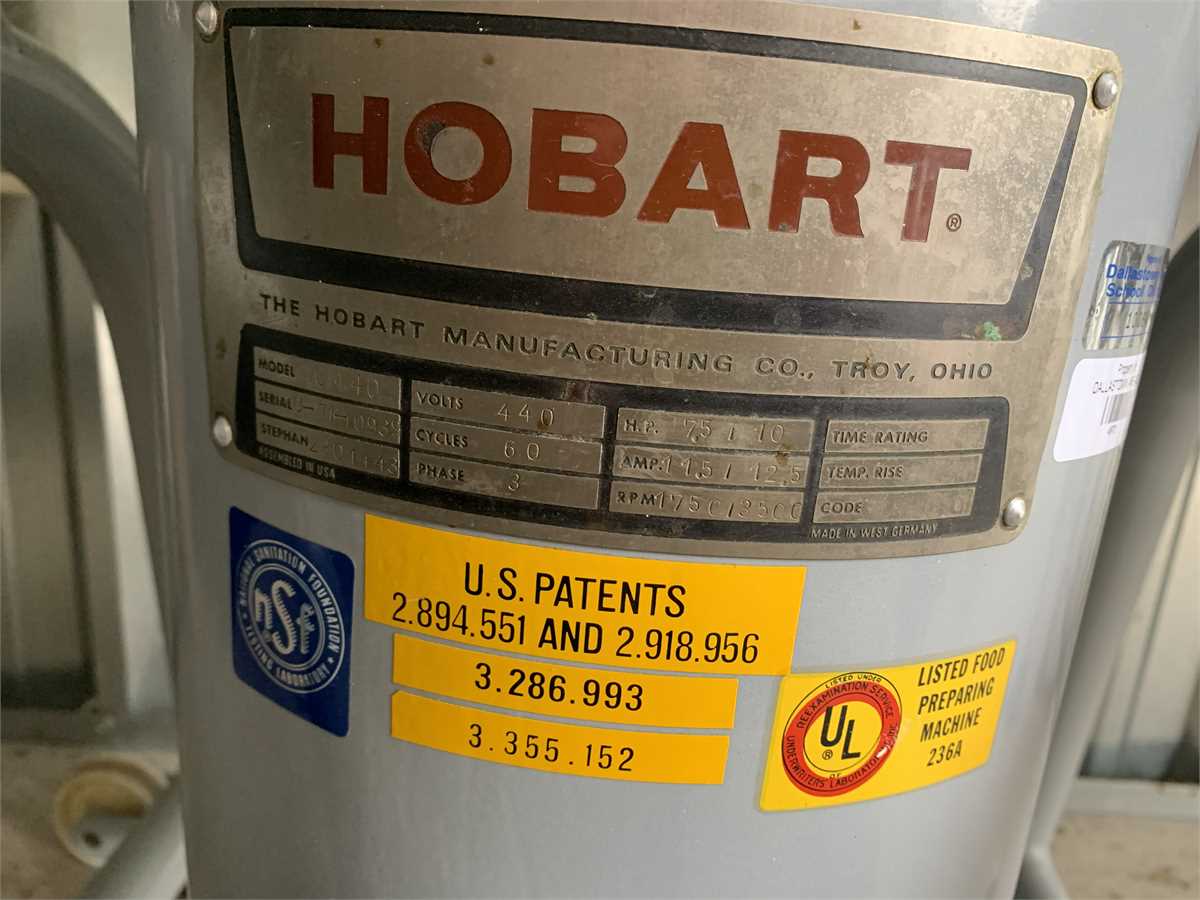 HOBART®
THE HOBART MANUFACTURING CO., TROY, OHIO
MODEL
SERIAL
STEPHAN
ASSEMBLED IN USA
VOLTS 440
CYCLES 60
PHASE 3
H.P. 7.5 / 10
AMP. 11.5 / 12.5
RPM 1750/3500
TIME RATING
TEMP. RISE
CODE
MADE IN WEST GERMANY
Dallastown
School
NATIONAL SANITATION FOUNDATION
TESTING LABORATORY
nsf
U.S. PATENTS
2.894.551 AND 2.918.956
3.286.993
3.355.152
LISTED UNDER
REEXAMINATION SERVICE
UL®
OF
UNDERWRITERS' LABORATORIES
LISTED FOOD
PREPARING
MACHINE
236A